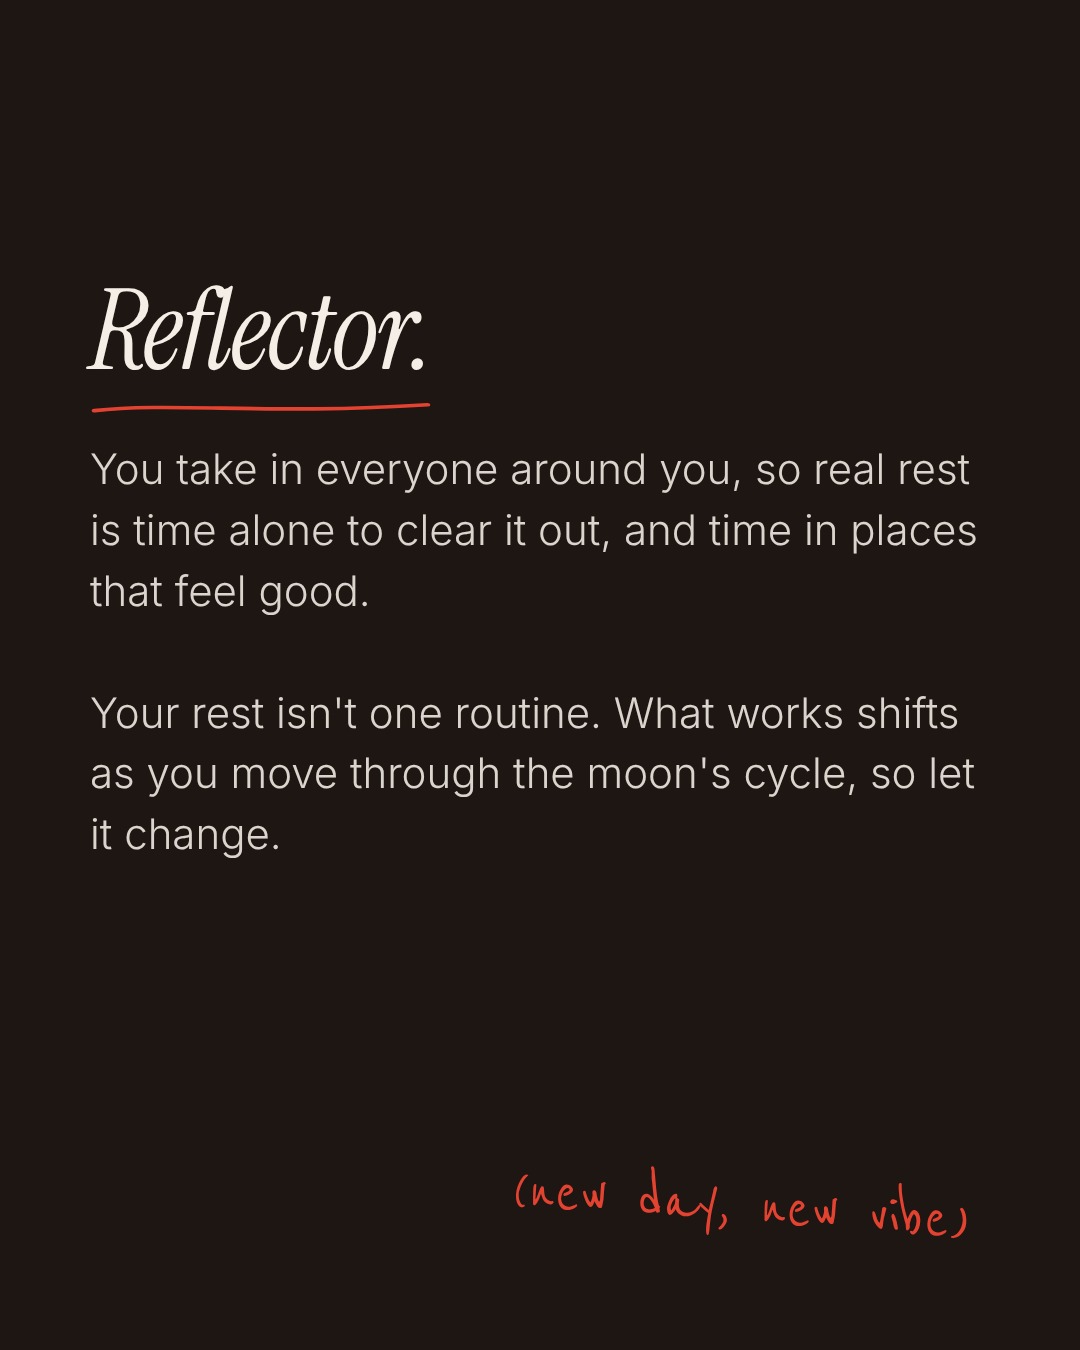 Reflector.
You take in everyone around you, so real rest
is time alone to clear it out, and time in places
that feel good.
Your rest isn't one routine. What works shifts
as you move through the moon's cycle, so let
it change.
(new day, new vibe)